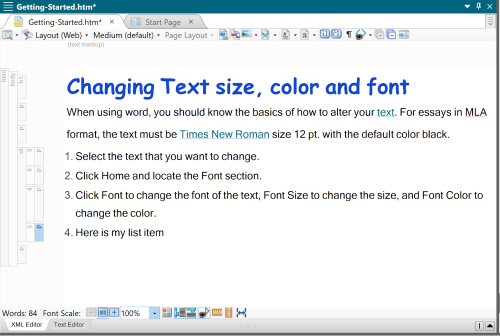 Getting-Started.htm*
Getting-Started.htm* × Start Page ×
Layout (Web) Medium (default) Page Layout
(text markup)
Changing Text size, color and font
When using word, you should know the basics of how to alter your text. For essays in MLA
format, the text must be Times New Roman size 12 pt. with the default color black.
1. Select the text that you want to change.
2. Click Home and locate the Font section.
3. Click Font to change the font of the text, Font Size to change the size, and Font Color to
change the color.
4. Here is my list item
Words: 84 Font Scale: 100%
XML Editor Text Editor